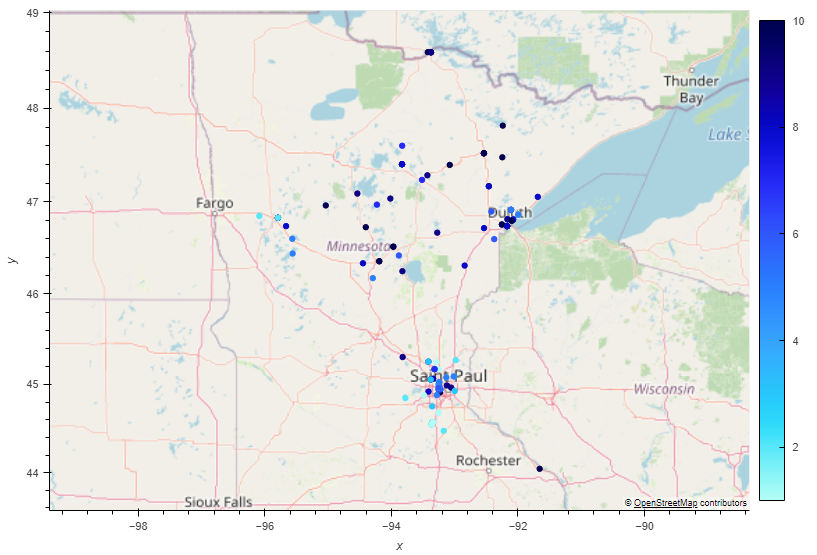 49
48
47
46
45
44
y
Thunder
Bay
Lake S
Fargo
Duluth
Minnesota
Saint Paul
Wisconsin
Rochester
Sioux Falls
© OpenStreetMap contributors
−98
−96
−94
−92
−90
x
10
8
6
4
2